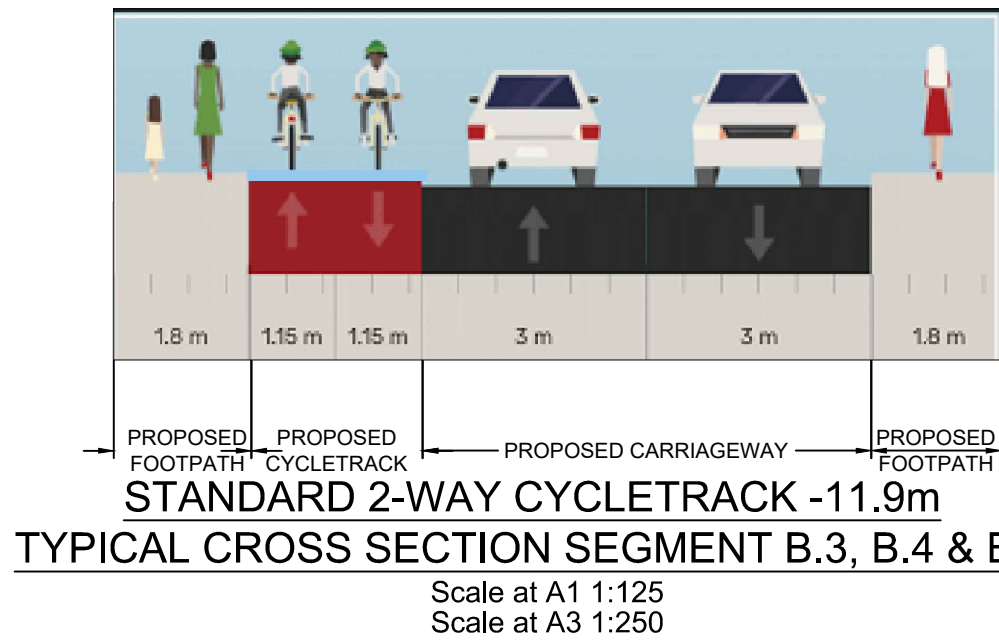 1.8 m 1.15 m 1.15 m 3 m 3 m 1.8 m
PROPOSED FOOTPATH
PROPOSED CYCLETRACK
PROPOSED CARRIAGEWAY
PROPOSED FOOTPATH
STANDARD 2-WAY CYCLETRACK -11.9m
TYPICAL CROSS SECTION SEGMENT B.3, B.4 &
Scale at A1 1:125
Scale at A3 1:250